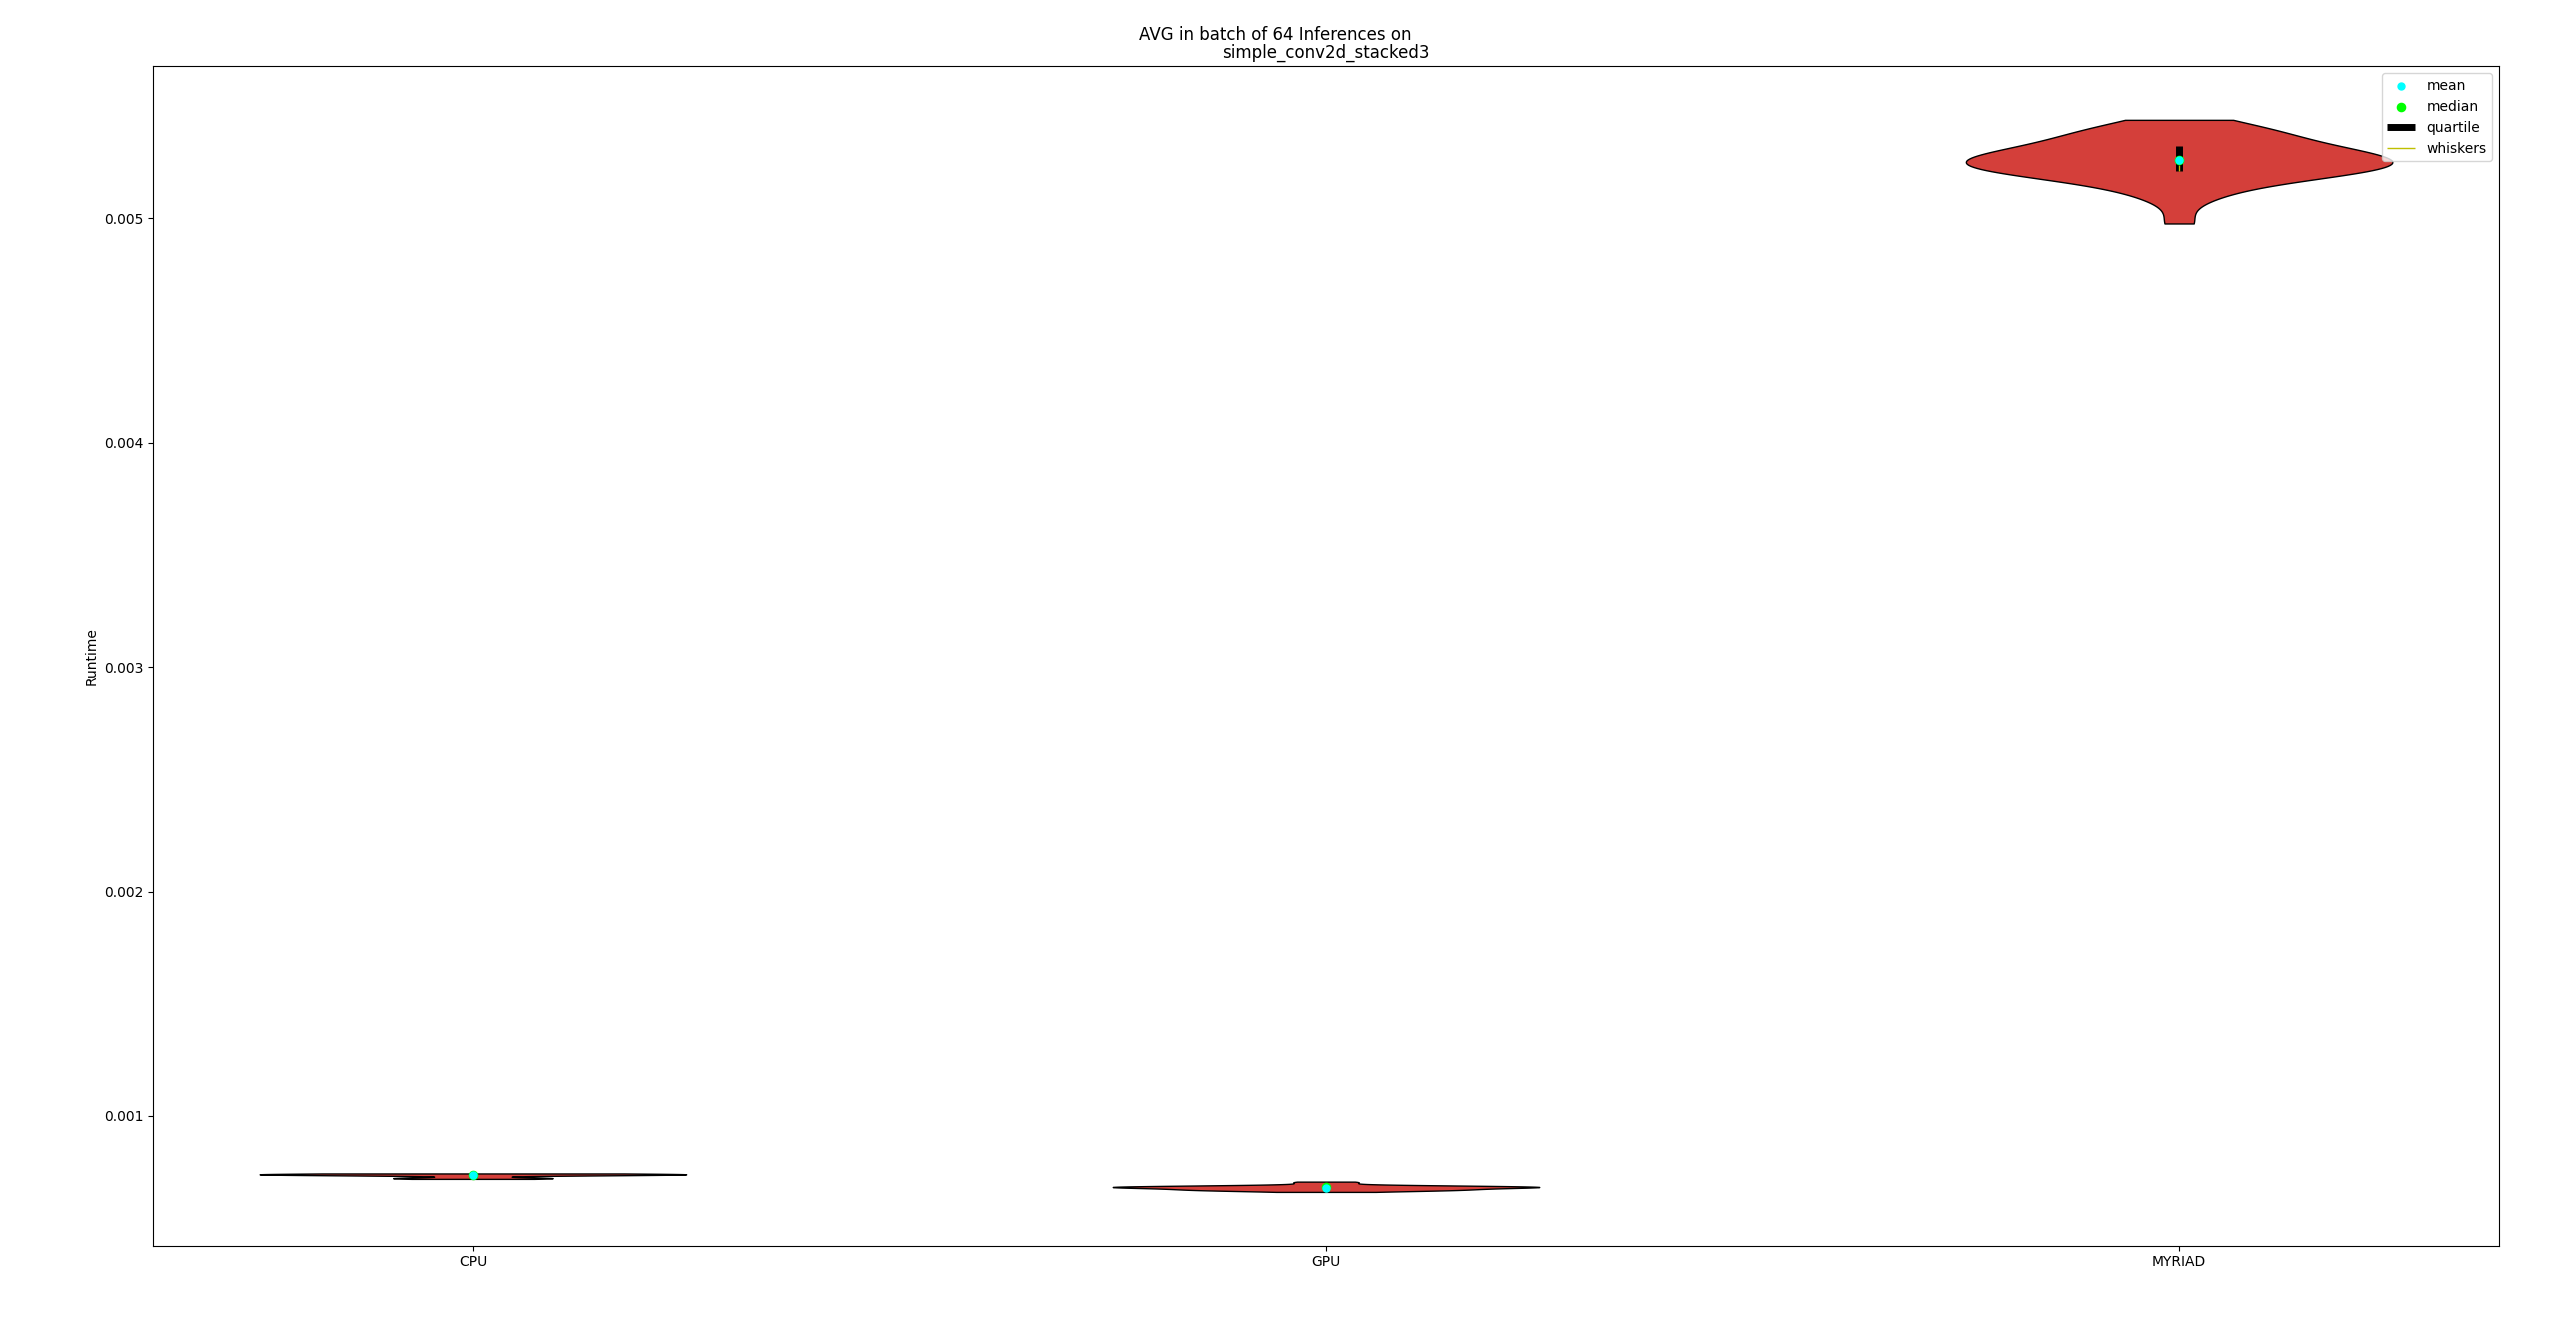 AVG in batch of 64 Inferences on
simple_conv2d_stacked3
mean
median
quartile
whiskers
0.005
0.004
0.003
0.002
0.001
Runtime
CPU
GPU
MYRIAD